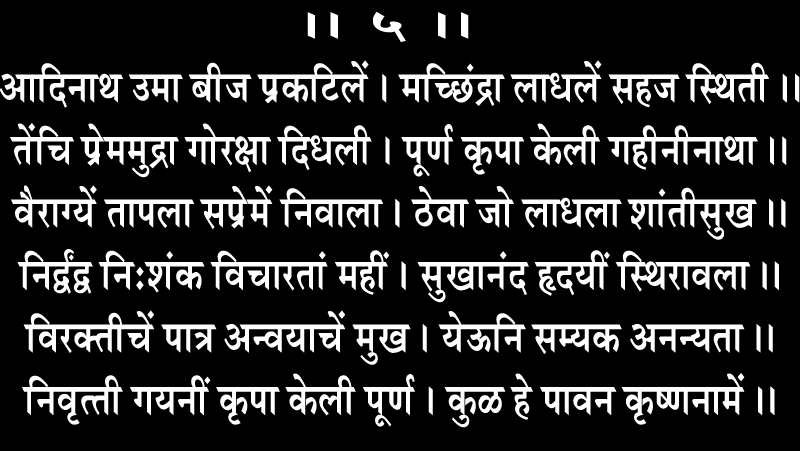 ।। ५ ।।
आदिनाथ उमा बीज प्रकटिलें । मच्छिंद्रा लाधलें सहज स्थिती ।।
तेंचि प्रेममुद्रा गोरक्षा दिधली । पूर्ण कृपा केली गहीनीनाथा ।।
वैराग्यें तापला सप्रेमें निवाला । ठेवा जो लाधला शांतीसुख ।।
निर्द्वंद्व निःशंक विचारतां महीं । सुखानंद हृदयीं स्थिरावला ।।
विरक्तीचें पात्र अन्वयाचें मुख । येऊनि सम्यक अनन्यता ।।
निवृत्ती गयनीं कृपा केली पूर्ण । कुळ हे पावन कृष्णनामें ।।